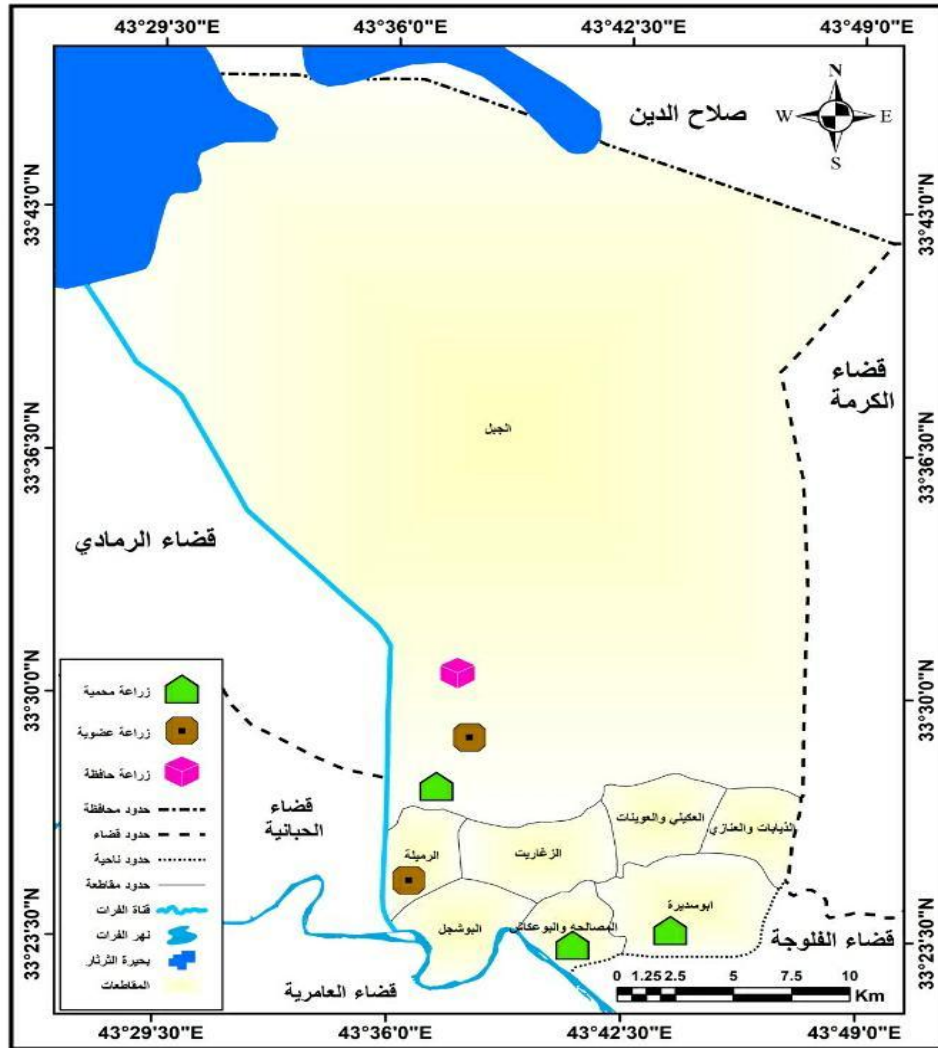 43°29'30"E 43°36'0"E 43°42'30"E 43°49'0"E
N
W E
S
صلاح الدين
33°43'0"N
33°43'0"N
قضاء
الكرمة
الجبل
33°36'30"N
33°36'30"N
قضاء الرمادي
33°30'0"N
33°30'0"N
زراعة محمية
زراعة عضوية
زراعة حافظة
حدود محافظة
حدود قضاء
حدود ناحية
حدود مقاطعة
قناة الفرات
نهر الفرات
بحيرة الثرثار
المقاطعات
قضاء
الحبانية
العكيلي والعوينات
الذيابات والعنازي
الزغاريت
الرميلة
ابوسديرة
البوشجل
المصالحه والبوعكاش
33°23'30"N
33°23'30"N
قضاء الفلوجة
قضاء العامرية
0 1.25 2.5 5 7.5 10
Km
43°29'30"E 43°36'0"E 43°42'30"E 43°49'0"E